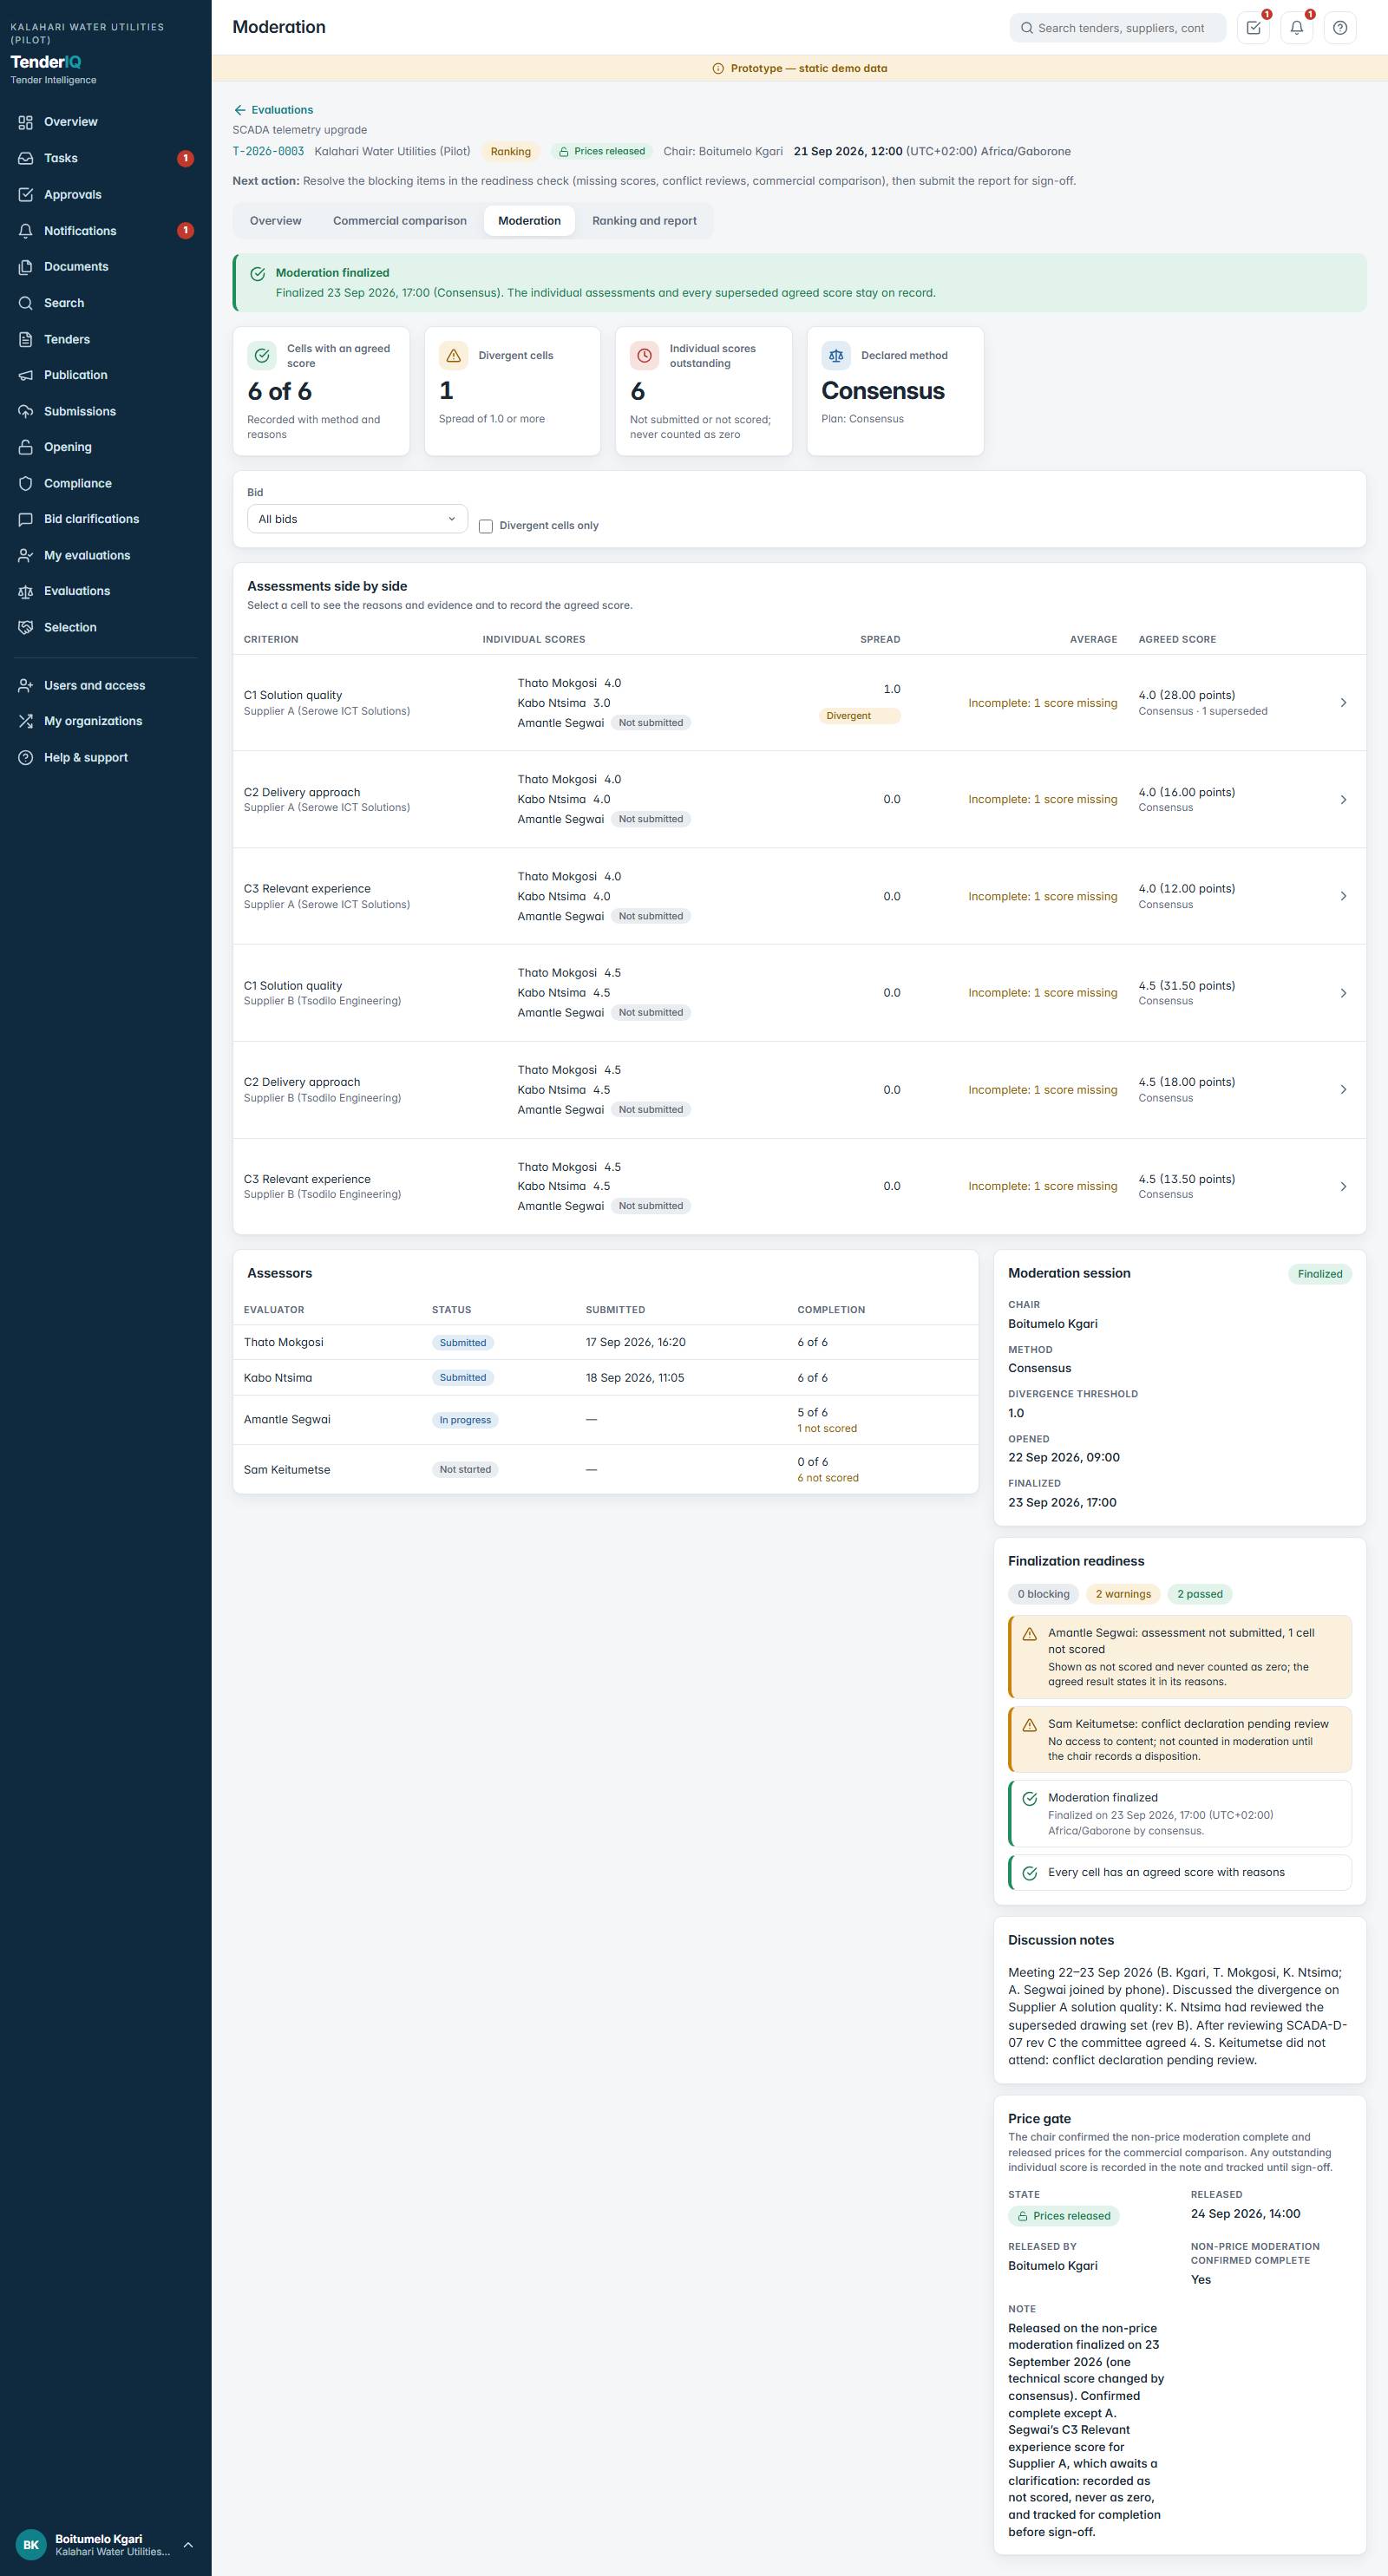 KALAHARI WATER UTILITIES
(PILOT)
TenderIQ
Tender Intelligence
Overview
Tasks 1
Approvals
Notifications 1
Documents
Search
Tenders
Publication
Submissions
Opening
Compliance
Bid clarifications
My evaluations
Evaluations
Selection
Users and access
My organizations
Help & support
BK
Boitumelo Kgari
Kalahari Water Utilities...
Moderation
Search tenders, suppliers, cont
1
1
Prototype — static demo data
Evaluations
SCADA telemetry upgrade
T-2026-0003 Kalahari Water Utilities (Pilot) Ranking Prices released Chair: Boitumelo Kgari 21 Sep 2026, 12:00 (UTC+02:00) Africa/Gaborone
Next action: Resolve the blocking items in the readiness check (missing scores, conflict reviews, commercial comparison), then submit the report for sign-off.
Overview Commercial comparison Moderation Ranking and report
Moderation finalized
Finalized 23 Sep 2026, 17:00 (Consensus). The individual assessments and every superseded agreed score stay on record.
Cells with an agreed
score
6 of 6
Recorded with method and
reasons
Divergent cells
1
Spread of 1.0 or more
Individual scores
outstanding
6
Not submitted or not scored;
never counted as zero
Declared method
Consensus
Plan: Consensus
Bid
All bids
Divergent cells only
Assessments side by side
Select a cell to see the reasons and evidence and to record the agreed score.
CRITERION INDIVIDUAL SCORES SPREAD AVERAGE AGREED SCORE
C1 Solution quality
Supplier A (Serowe ICT Solutions)
Thato Mokgosi 4.0
Kabo Ntsima 3.0
Amantle Segwai Not submitted
1.0
Divergent
Incomplete: 1 score missing
4.0 (28.00 points)
Consensus · 1 superseded
C2 Delivery approach
Supplier A (Serowe ICT Solutions)
Thato Mokgosi 4.0
Kabo Ntsima 4.0
Amantle Segwai Not submitted
0.0
Incomplete: 1 score missing
4.0 (16.00 points)
Consensus
C3 Relevant experience
Supplier A (Serowe ICT Solutions)
Thato Mokgosi 4.0
Kabo Ntsima 4.0
Amantle Segwai Not submitted
0.0
Incomplete: 1 score missing
4.0 (12.00 points)
Consensus
C1 Solution quality
Supplier B (Tsodilo Engineering)
Thato Mokgosi 4.5
Kabo Ntsima 4.5
Amantle Segwai Not submitted
0.0
Incomplete: 1 score missing
4.5 (31.50 points)
Consensus
C2 Delivery approach
Supplier B (Tsodilo Engineering)
Thato Mokgosi 4.5
Kabo Ntsima 4.5
Amantle Segwai Not submitted
0.0
Incomplete: 1 score missing
4.5 (18.00 points)
Consensus
C3 Relevant experience
Supplier B (Tsodilo Engineering)
Thato Mokgosi 4.5
Kabo Ntsima 4.5
Amantle Segwai Not submitted
0.0
Incomplete: 1 score missing
4.5 (13.50 points)
Consensus
Assessors
EVALUATOR STATUS SUBMITTED COMPLETION
Thato Mokgosi Submitted 17 Sep 2026, 16:20 6 of 6
Kabo Ntsima Submitted 18 Sep 2026, 11:05 6 of 6
Amantle Segwai In progress — 5 of 6
1 not scored
Sam Keitumetse Not started — 0 of 6
6 not scored
Moderation session Finalized
CHAIR
Boitumelo Kgari
METHOD
Consensus
DIVERGENCE THRESHOLD
1.0
OPENED
22 Sep 2026, 09:00
FINALIZED
23 Sep 2026, 17:00
Finalization readiness
0 blocking 2 warnings 2 passed
Amantle Segwai: assessment not submitted, 1 cell
not scored
Shown as not scored and never counted as zero; the
agreed result states it in its reasons.
Sam Keitumetse: conflict declaration pending review
No access to content; not counted in moderation until
the chair records a disposition.
Moderation finalized
Finalized on 23 Sep 2026, 17:00 (UTC+02:00)
Africa/Gaborone by consensus.
Every cell has an agreed score with reasons
Discussion notes
Meeting 22–23 Sep 2026 (B. Kgari, T. Mokgosi, K. Ntsima;
A. Segwai joined by phone). Discussed the divergence on
Supplier A solution quality: K. Ntsima had reviewed the
superseded drawing set (rev B). After reviewing SCADA-D-
07 rev C the committee agreed 4. S. Keitumetse did not
attend: conflict declaration pending review.
Price gate
The chair confirmed the non-price moderation complete and
released prices for the commercial comparison. Any outstanding
individual score is recorded in the note and tracked until sign-off.
STATE
Prices released
RELEASED
24 Sep 2026, 14:00
RELEASED BY
Boitumelo Kgari
NON-PRICE MODERATION
CONFIRMED COMPLETE
Yes
NOTE
Released on the non-price
moderation finalized on 23
September 2026 (one
technical score changed by
consensus). Confirmed
complete except A.
Segwai's C3 Relevant
experience score for
Supplier A, which awaits a
clarification: recorded as
not scored, never as zero,
and tracked for completion
before sign-off.